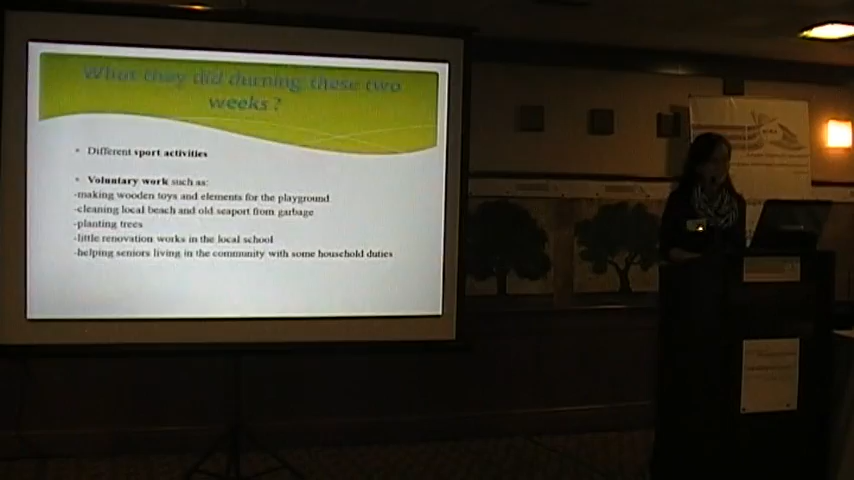 What they did durning these two
weeks ?
• Different sport activities
• Voluntary work such as:
-making wooden toys and elements for the playground
-cleaning local beach and old seaport from garbage
-planting trees
-little renovation works in the local school
-helping seniors living in the community with some household duties